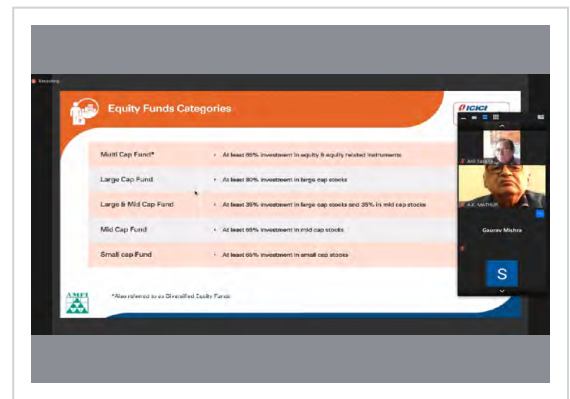 Equity Funds Categories
ICICI
Multi Cap Fund* • At least 65% investment in equity & equity related instruments
Large Cap Fund • At least 80% investment in large cap stocks
Large & Mid Cap Fund • At least 35% investment in large cap stocks and 35% in mid cap stocks
Mid Cap Fund • At least 65% investment in mid cap stocks
Small cap Fund • At least 65% investment in small cap stocks
*Also referred to as Diversified Equity Funds
AMFI
A.K. MATHUR
Gaurav Mishra
S